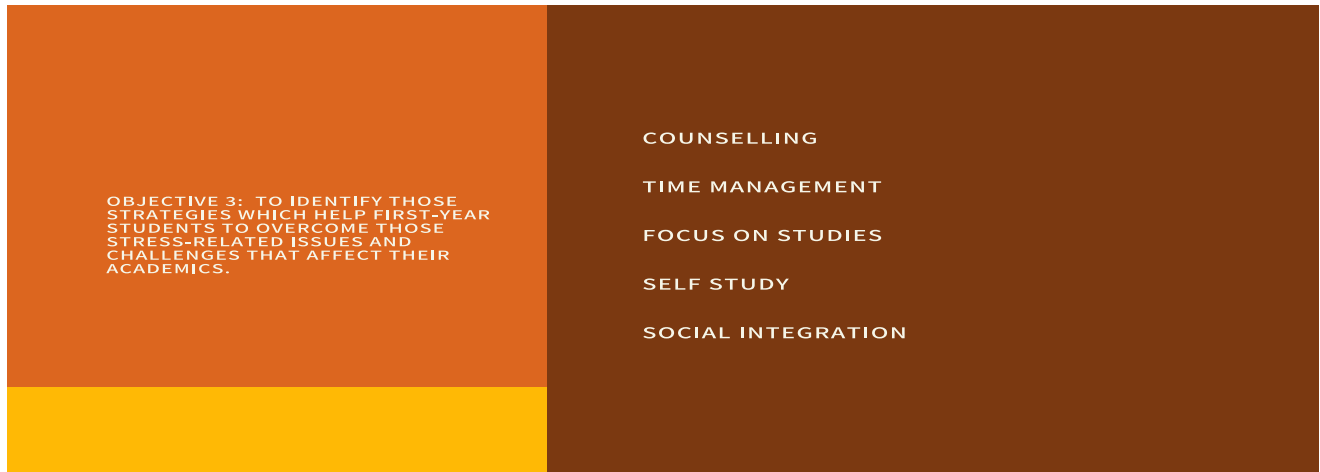 OBJECTIVE 3:  TO IDENTIFY THOSE
STRATEGIES WHICH HELP FIRST-YEAR
STUDENTS TO OVERCOME THOSE
STRESS-RELATED ISSUES AND
CHALLENGES THAT AFFECT THEIR
ACADEMICS.
COUNSELLING
TIME MANAGEMENT
FOCUS ON STUDIES
SELF STUDY
SOCIAL INTEGRATION